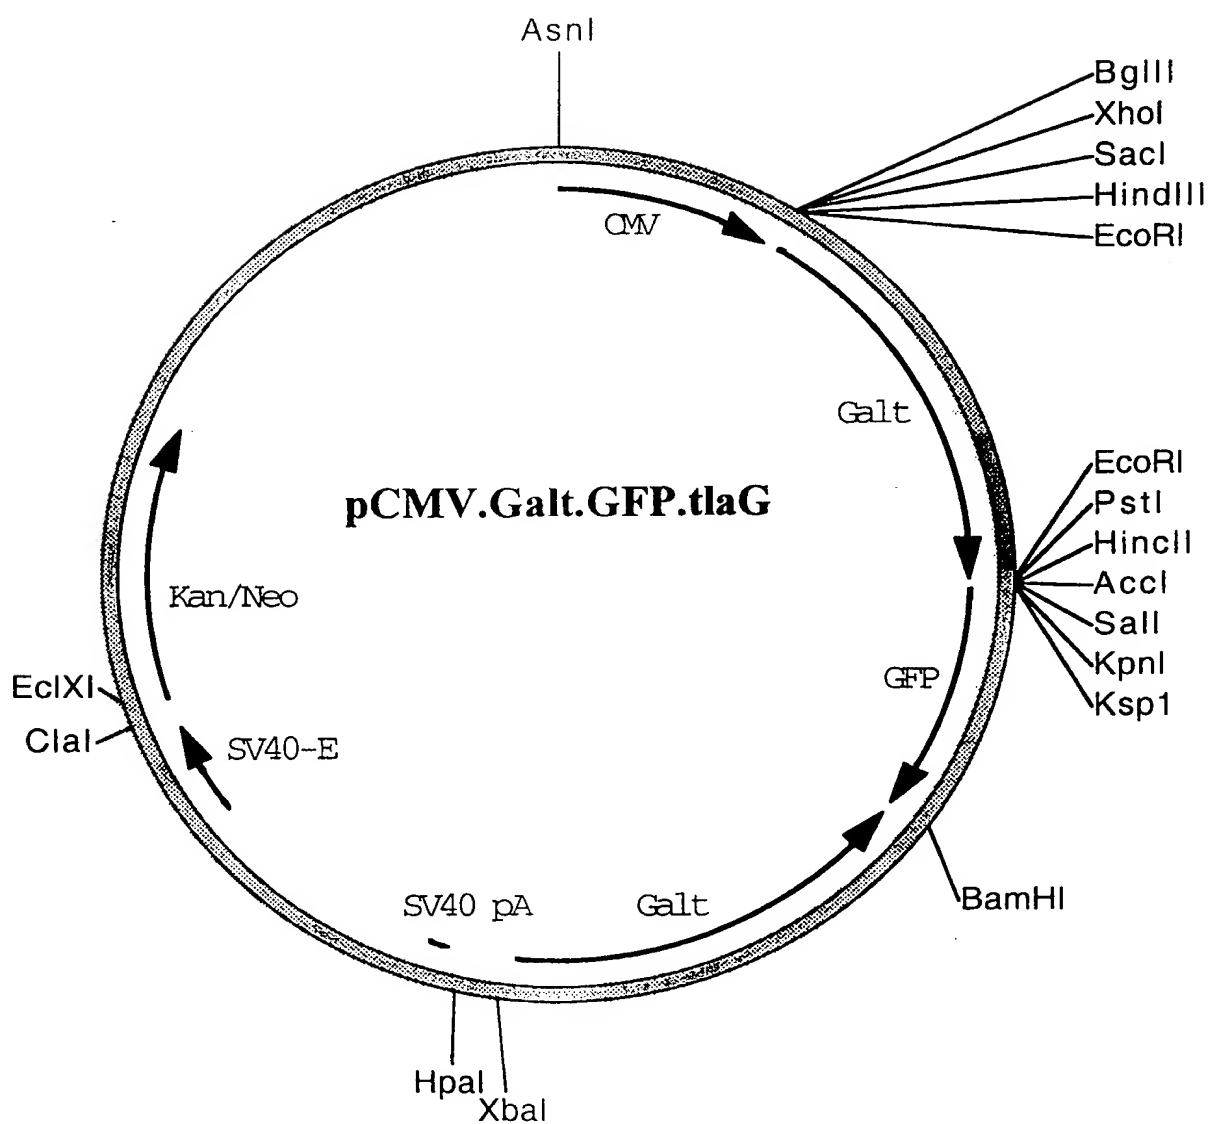 AsnI
BglII
XhoI
SacI
HindIII
EcoRI
CMV
Galt
EcoRI
PstI
HincII
AccI
SalI
KpnI
Ksp1
pCMV.Galt.GFP.tlaG
Kan/Neo
GFP
EclXI
ClaI
SV40-E
SV40 pA
Galt
BamHI
HpaI
XbaI